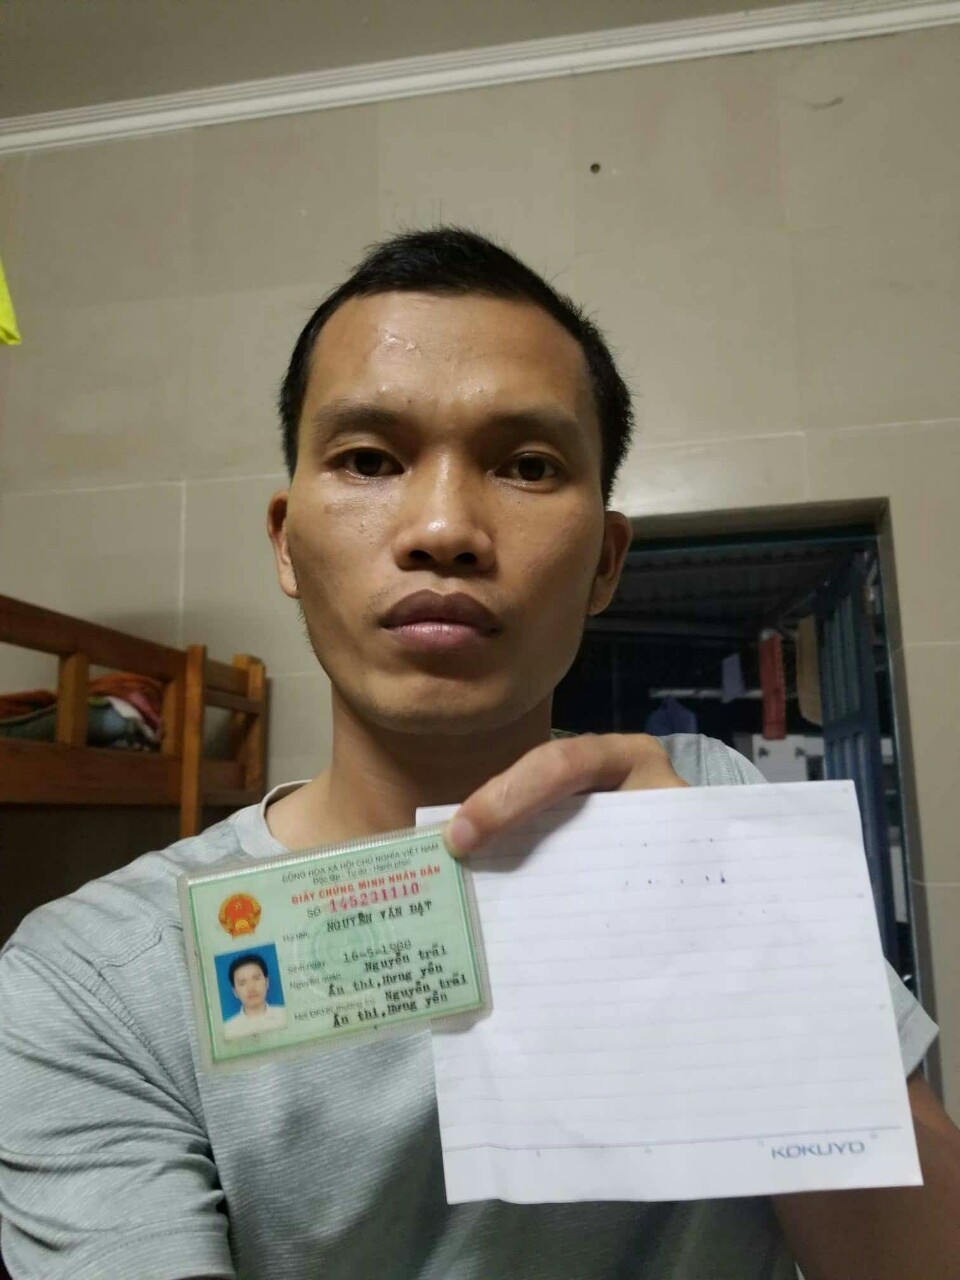 CỘNG HÒA XÃ HỘI CHỦ NGHĨA VIỆT NAM
Độc lập - Tự do - Hạnh phúc
GIẤY CHỨNG MINH NHÂN DÂN
SỐ 145231110
Họ tên NGUYỄN VĂN ĐẠT
Sinh ngày 16-5-1988
Nguyên quán Nguyễn trãi
Ân thi,Hưng yên
Nơi ĐKHK thường trú Nguyễn trãi
Ân thi,Hưng yên
KOKUYO